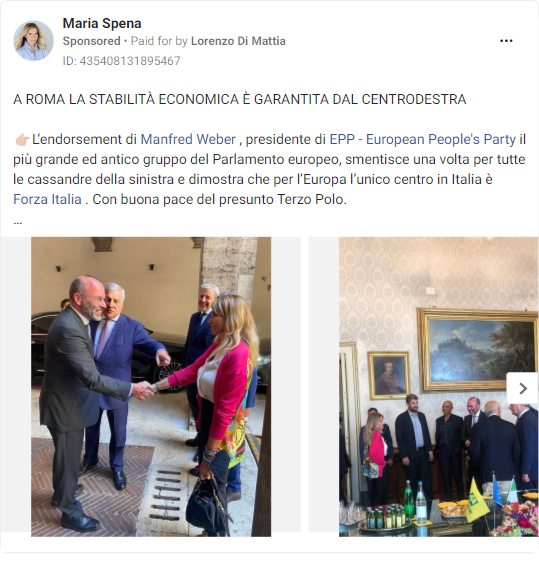 Maria Spena
Sponsored • Paid for by Lorenzo Di Mattia
ID: 435408131895467
A ROMA LA STABILITÀ ECONOMICA È GARANTITA DAL CENTRODESTRA
👉🏻 L'endorsement di Manfred Weber , presidente di EPP - European People's Party il
più grande ed antico gruppo del Parlamento europeo, smentisce una volta per tutte
le cassandre della sinistra e dimostra che per l'Europa l'unico centro in Italia è
Forza Italia . Con buona pace del presunto Terzo Polo.
...